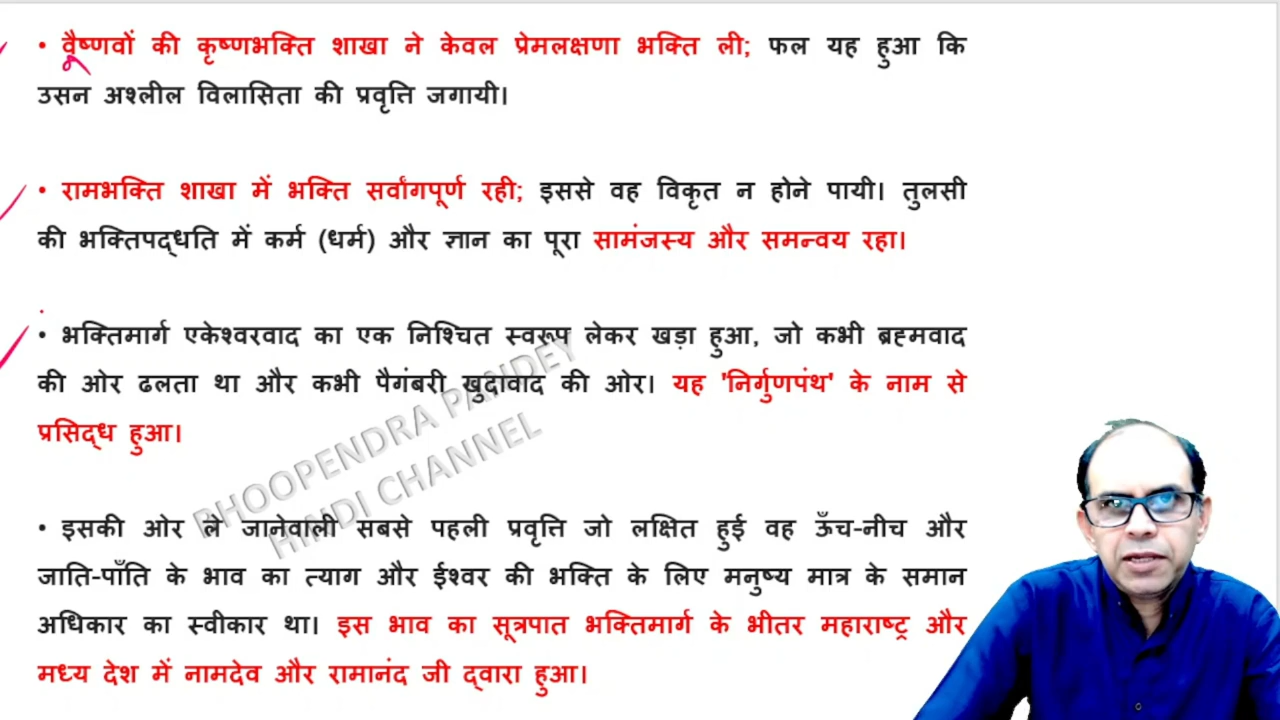 • वैष्णवों की कृष्णभक्ति शाखा ने केवल प्रेमलक्षणा भक्ति ली; फल यह हुआ कि
उसन अश्लील विलासिता की प्रवृत्ति जगायी।
• रामभक्ति शाखा में भक्ति सर्वांगपूर्ण रही; इससे वह विकृत न होने पायी। तुलसी
की भक्तिपद्धति में कर्म (धर्म) और ज्ञान का पूरा सामंजस्य और समन्वय रहा।
• भक्तिमार्ग एकेश्वरवाद का एक निश्चित स्वरूप लेकर खड़ा हुआ, जो कभी ब्रह्मवाद
की ओर ढलता था और कभी पैगंबरी खुदावाद की ओर। यह 'निर्गुणपंथ' के नाम से
प्रसिद्ध हुआ।
BHOOPENDRA PANDEY
HINDI CHANNEL
• इसकी ओर ले जानेवाली सबसे पहली प्रवृत्ति जो लक्षित हुई वह ऊँच-नीच और
जाति-पाँति के भाव का त्याग और ईश्वर की भक्ति के लिए मनुष्य मात्र के समान
अधिकार का स्वीकार था। इस भाव का सूत्रपात भक्तिमार्ग के भीतर महाराष्ट्र और
मध्य देश में नामदेव और रामानंद जी द्वारा हुआ।